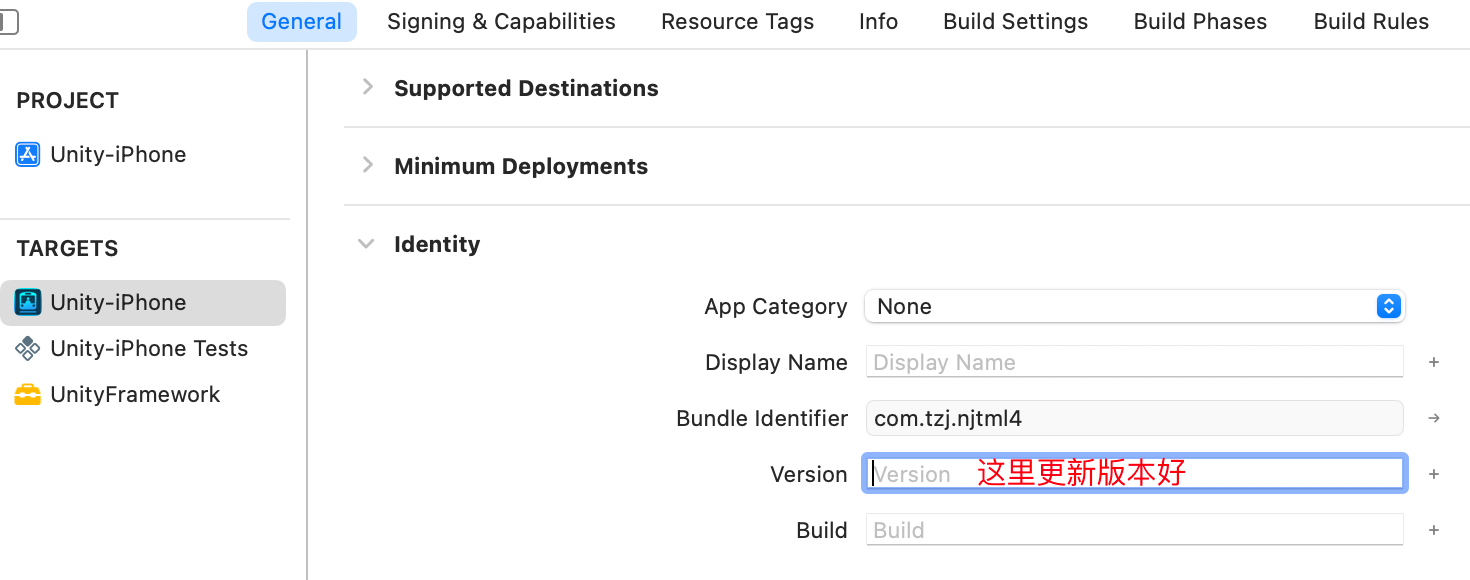 General Signing & Capabilities Resource Tags Info Build Settings Build Phases Build Rules
PROJECT
Unity-iPhone
TARGETS
Unity-iPhone
Unity-iPhone Tests
UnityFramework
Supported Destinations
Minimum Deployments
Identity
App Category None
Display Name Display Name
Bundle Identifier com.tzj.njtml4
Version Version 这里更新版本好
Build Build